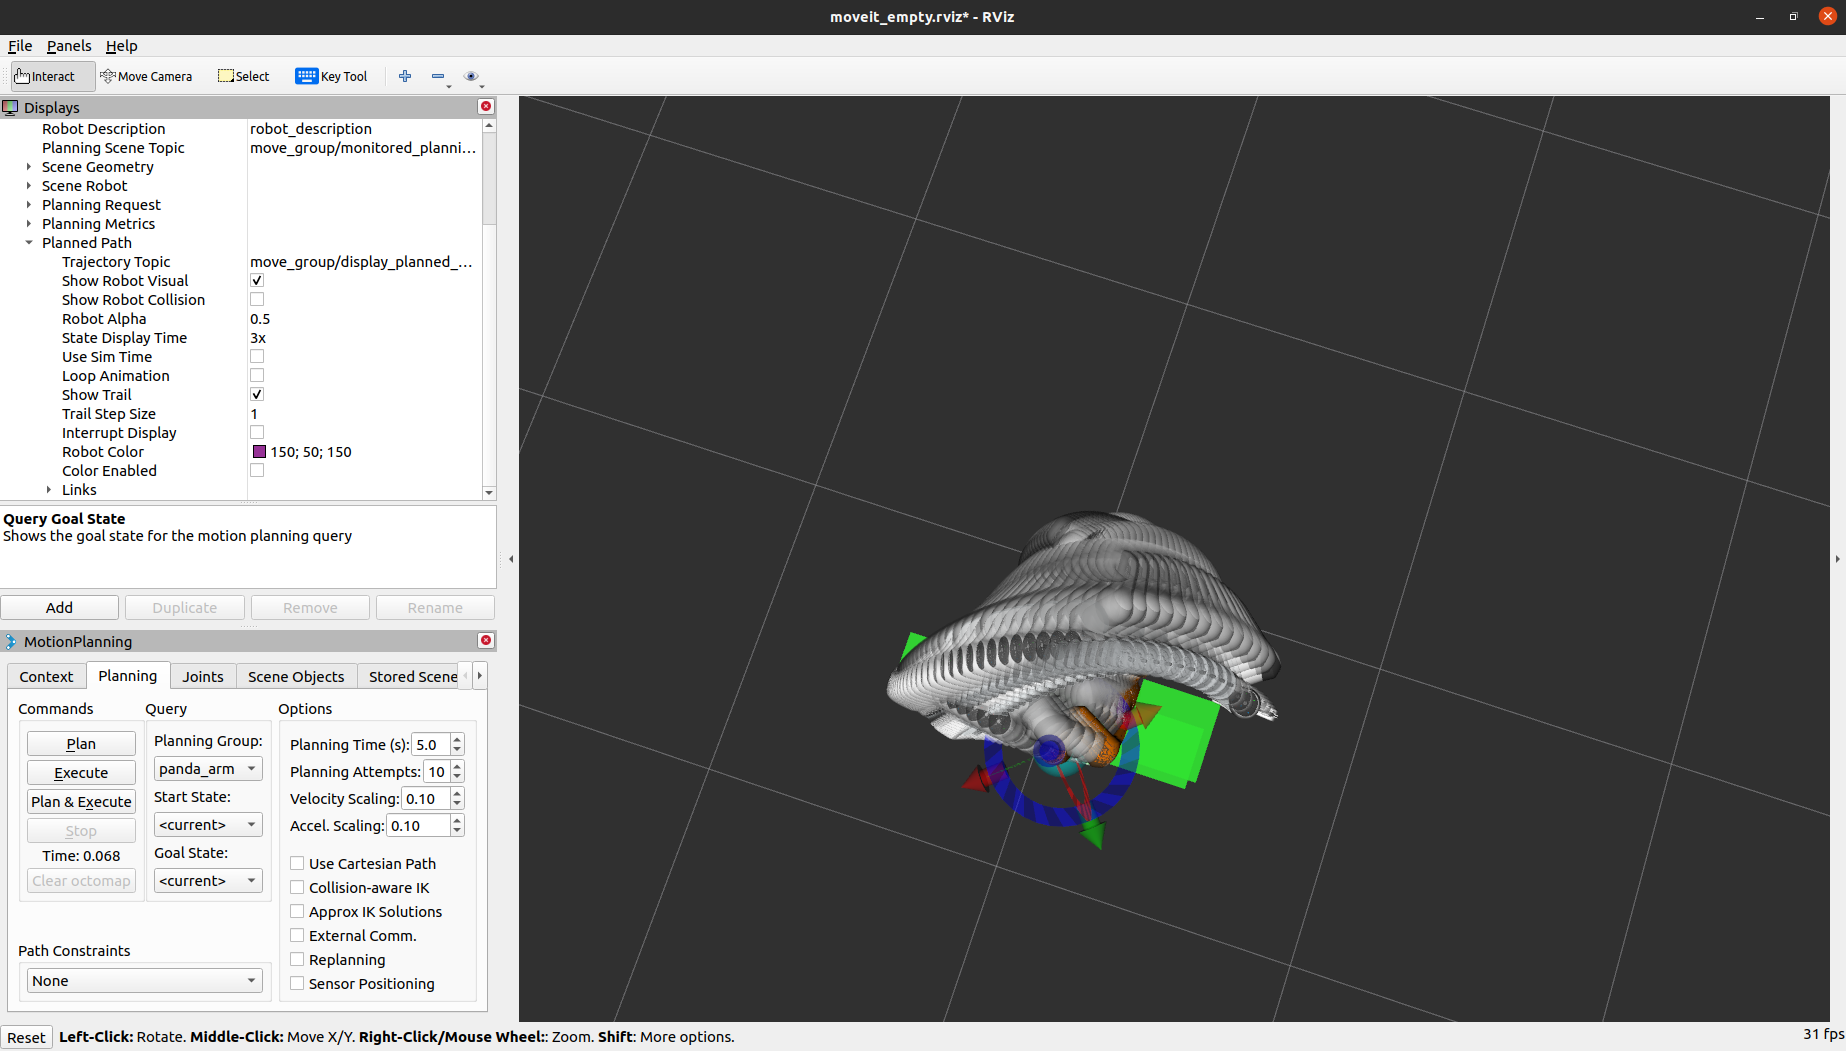 moveit_empty.rviz* - RViz
File Panels Help
Interact Move Camera Select Key Tool
Displays
Robot Description robot_description
Planning Scene Topic move_group/monitored_planni...
Scene Geometry
Scene Robot
Planning Request
Planning Metrics
Planned Path
Trajectory Topic move_group/display_planned_...
Show Robot Visual
Show Robot Collision
Robot Alpha 0.5
State Display Time 3x
Use Sim Time
Loop Animation
Show Trail
Trail Step Size 1
Interrupt Display
Robot Color 150; 50; 150
Color Enabled
Links
Query Goal State
Shows the goal state for the motion planning query
Add Duplicate Remove Rename
MotionPlanning
Context Planning Joints Scene Objects Stored Scene
Commands Query Options
Plan
Execute
Plan & Execute
Stop
Time: 0.068
Clear octomap
Planning Group:
panda_arm
Start State:
<current>
Goal State:
<current>
Planning Time (s): 5.0
Planning Attempts: 10
Velocity Scaling: 0.10
Accel. Scaling: 0.10
Use Cartesian Path
Collision-aware IK
Approx IK Solutions
External Comm.
Replanning
Sensor Positioning
Path Constraints
None
Reset Left-Click: Rotate. Middle-Click: Move X/Y. Right-Click/Mouse Wheel:: Zoom. Shift: More options. 31 fps